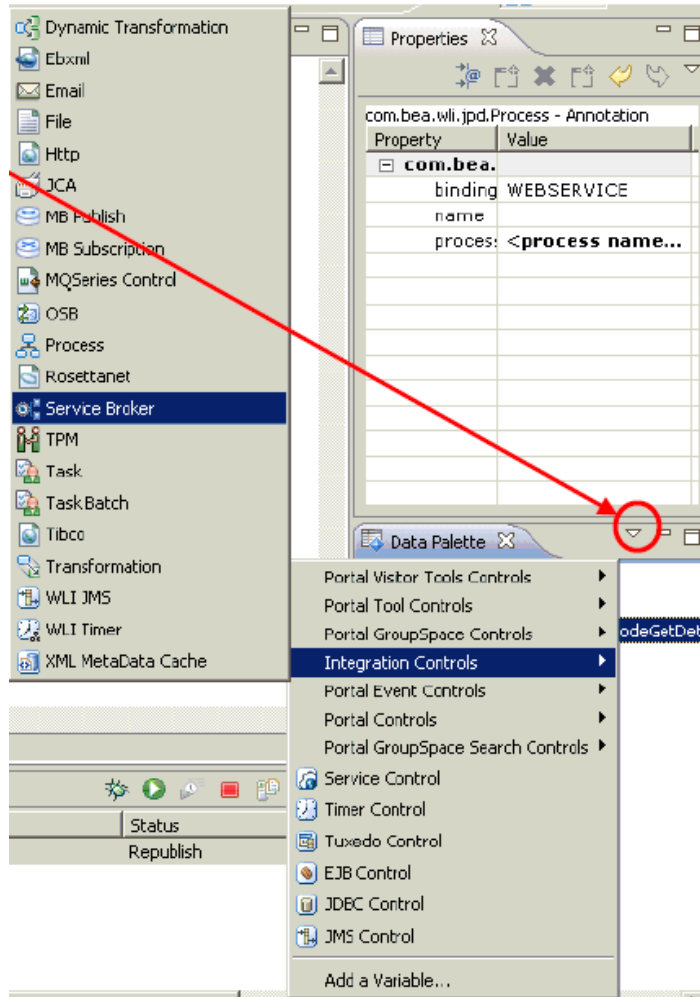 Dynamic Transformation
Ebxml
Email
File
Http
JCA
MB Publish
MB Subscription
MQSeries Control
OSB
Process
Rosettanet
Service Broker
TPM
Task
Task Batch
Tibco
Transformation
WLI JMS
WLI Timer
XML MetaData Cache
Properties
com.bea.wli.jpd.Process - Annotation
Property Value
com.bea.
binding WEBSERVICE
name
proces: <process name...
Data Palette
Portal Visitor Tools Controls
Portal Tool Controls
Portal GroupSpace Controls
odeGetDet
Integration Controls
Portal Event Controls
Portal Controls
Portal GroupSpace Search Controls
Service Control
Timer Control
Tuxedo Control
EJB Control
JDBC Control
JMS Control
Add a Variable...
Status
Republish